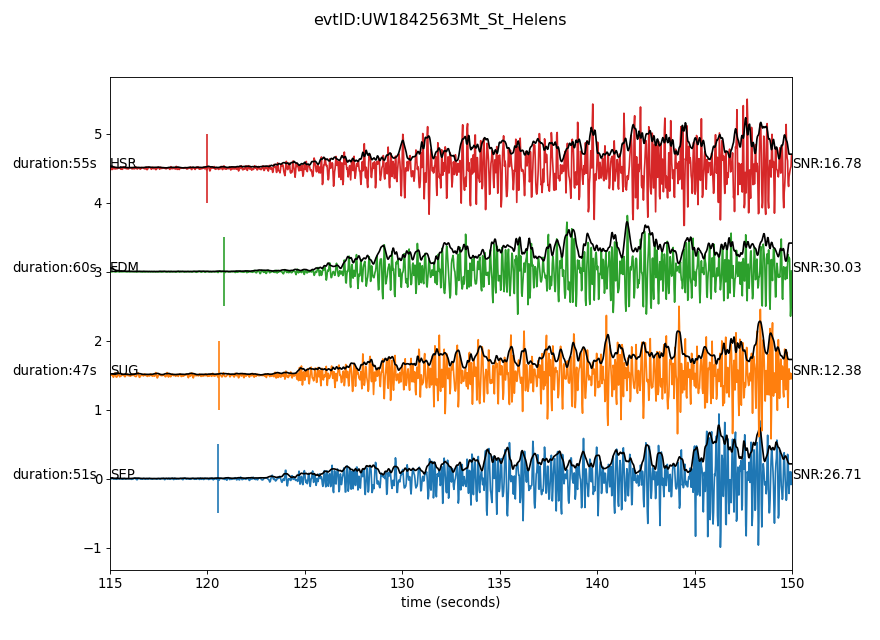 evtID:UW1842563Mt_St_Helens
5
duration:55s HSR SNR:16.78
4
duration:60s 3 EDM SNR:30.03
2
duration:47s SUG SNR:12.38
1
duration:51s 0 SEP SNR:26.71
−1
115 120 125 130 135 140 145 150
time (seconds)